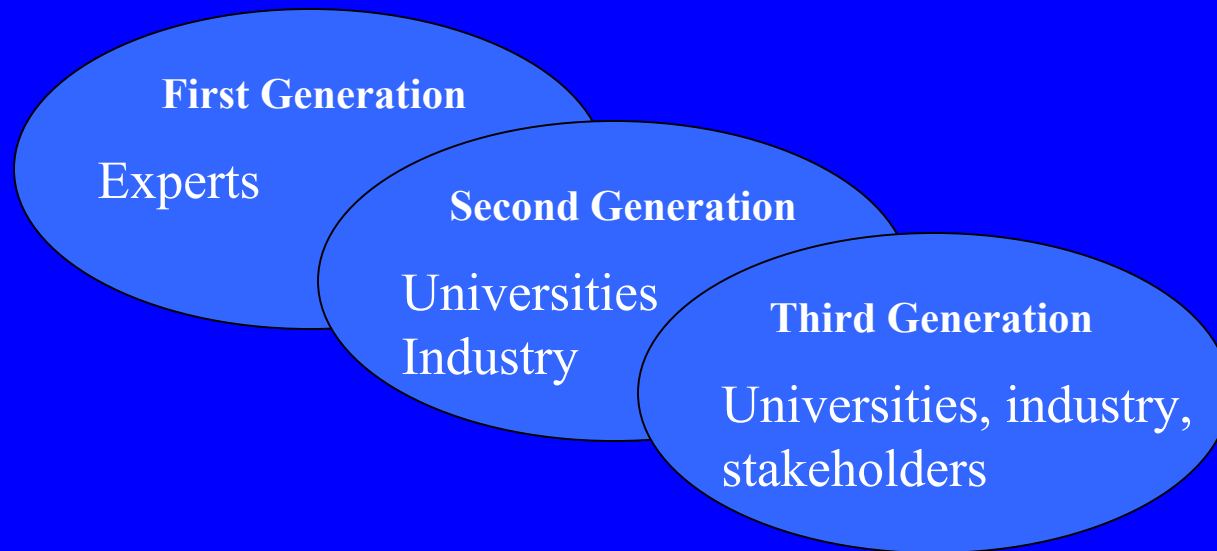 First Generation
Experts
Second Generation
Universities
Industry
Third Generation
Universities, industry,
stakeholders